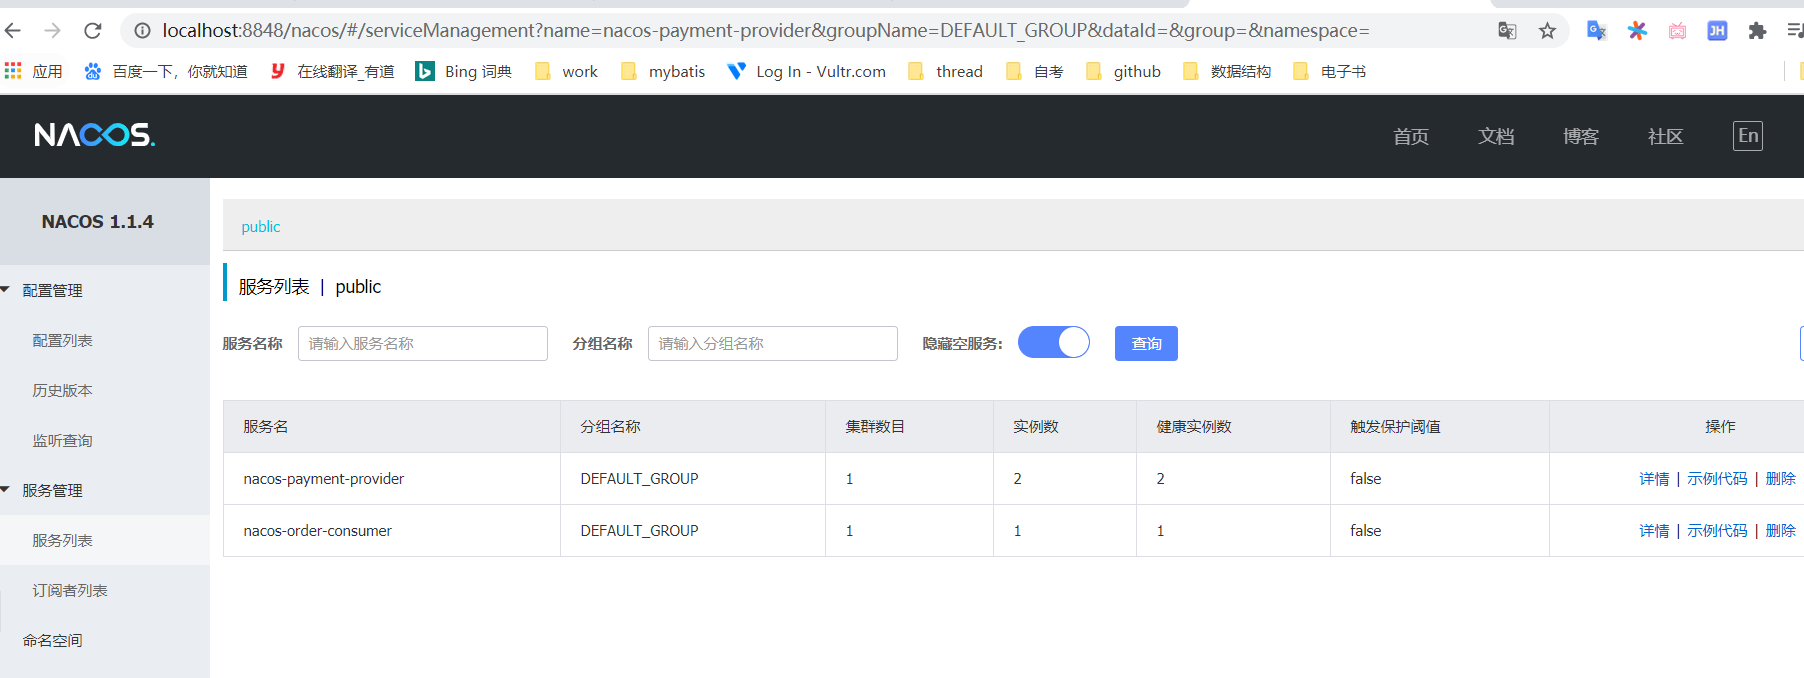 localhost:8848/nacos/#/serviceManagement?name=nacos-payment-provider&groupName=DEFAULT_GROUP&dataId=&group=&namespace=
应用 百度一下，你就知道 在线翻译_有道 Bing 词典 work mybatis Log In - Vultr.com thread 自考 github 数据结构 电子书
NACOS.
首页 文档 博客 社区 En
NACOS 1.1.4
public
配置管理
配置列表
历史版本
监听查询
服务管理
服务列表
订阅者列表
命名空间
服务列表 | public
服务名称 请输入服务名称 分组名称 请输入分组名称 隐藏空服务: 查询
服务名 分组名称 集群数目 实例数 健康实例数 触发保护阈值 操作
nacos-payment-provider DEFAULT_GROUP 1 2 2 false 详情 | 示例代码 | 删除
nacos-order-consumer DEFAULT_GROUP 1 1 1 false 详情 | 示例代码 | 删除